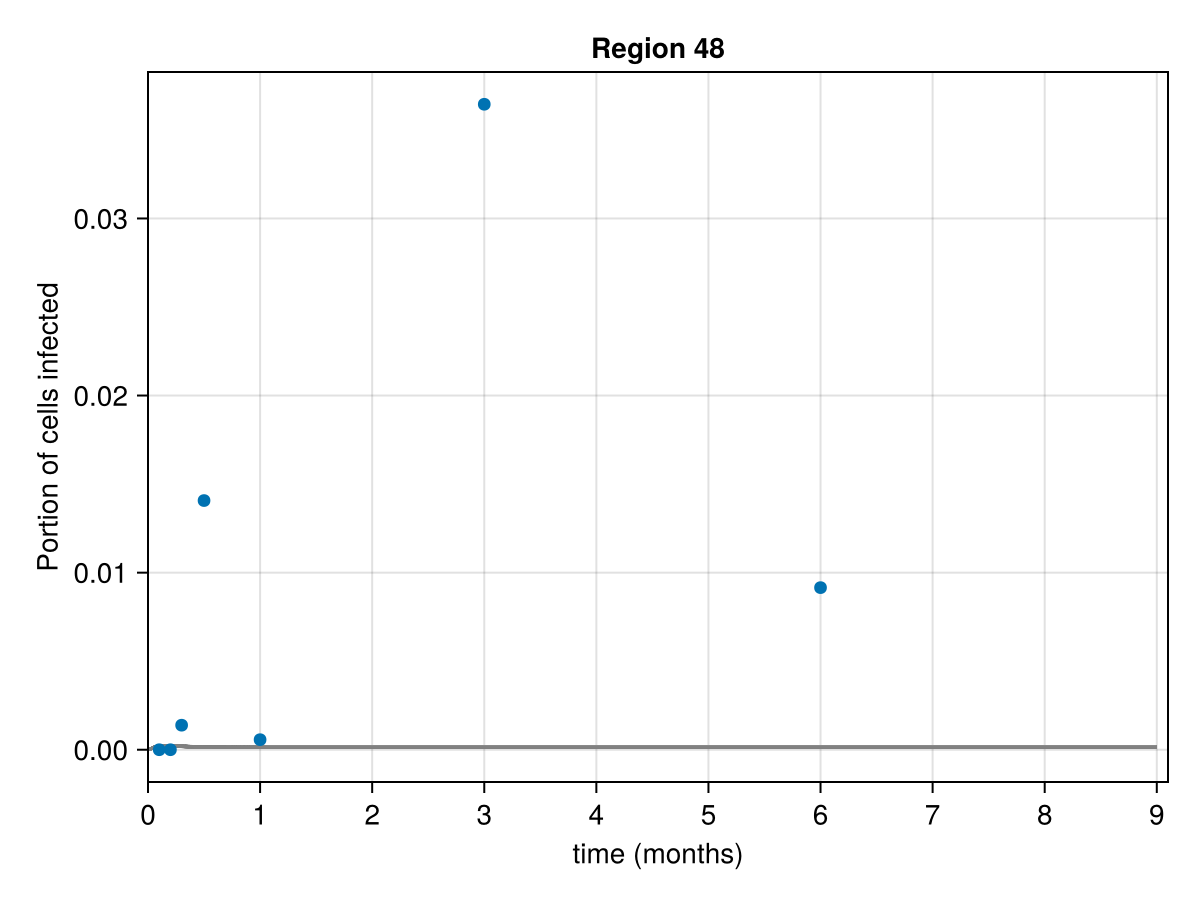 Region 48
Portion of cells infected
0.03
0.02
0.01
0.00
0 1 2 3 4 5 6 7 8 9
time (months)